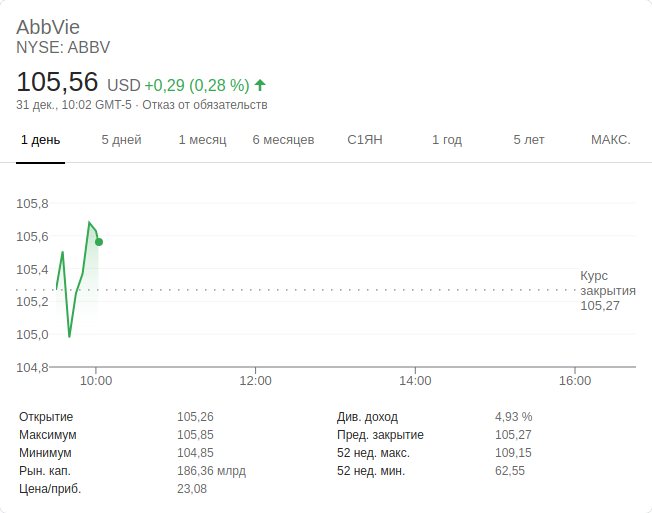 AbbVie
NYSE: ABBV
105,56 USD +0,29 (0,28 %)
31 дек., 10:02 GMT-5 · Отказ от обязательств
1 день 5 дней 1 месяц 6 месяцев С1ЯН 1 год 5 лет МАКС.
105,8
105,6
105,4
105,2
105,0
104,8
Курс
закрытия
105,27
10:00 12:00 14:00 16:00
Открытие 105,26 Див. доход 4,93 %
Максимум 105,85 Пред. закрытие 105,27
Минимум 104,85 52 нед. макс. 109,15
Рын. кап. 186,36 млрд 52 нед. мин. 62,55
Цена/приб. 23,08